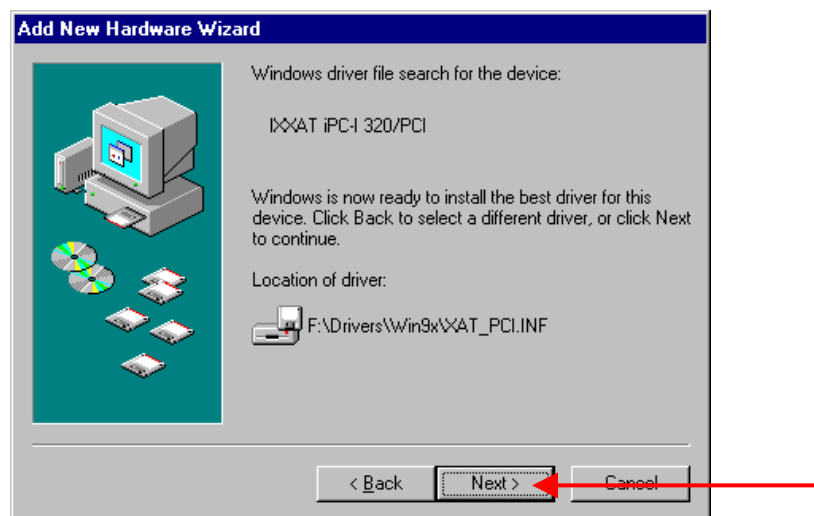 Add New Hardware Wizard
Windows driver file search for the device:
IXXAT iPC-I 320/PCI
Windows is now ready to install the best driver for this
device. Click Back to select a different driver, or click Next
to continue.
Location of driver:
F:\Drivers\Win9x\XAT_PCI.INF
< Back
Next >
Cancel